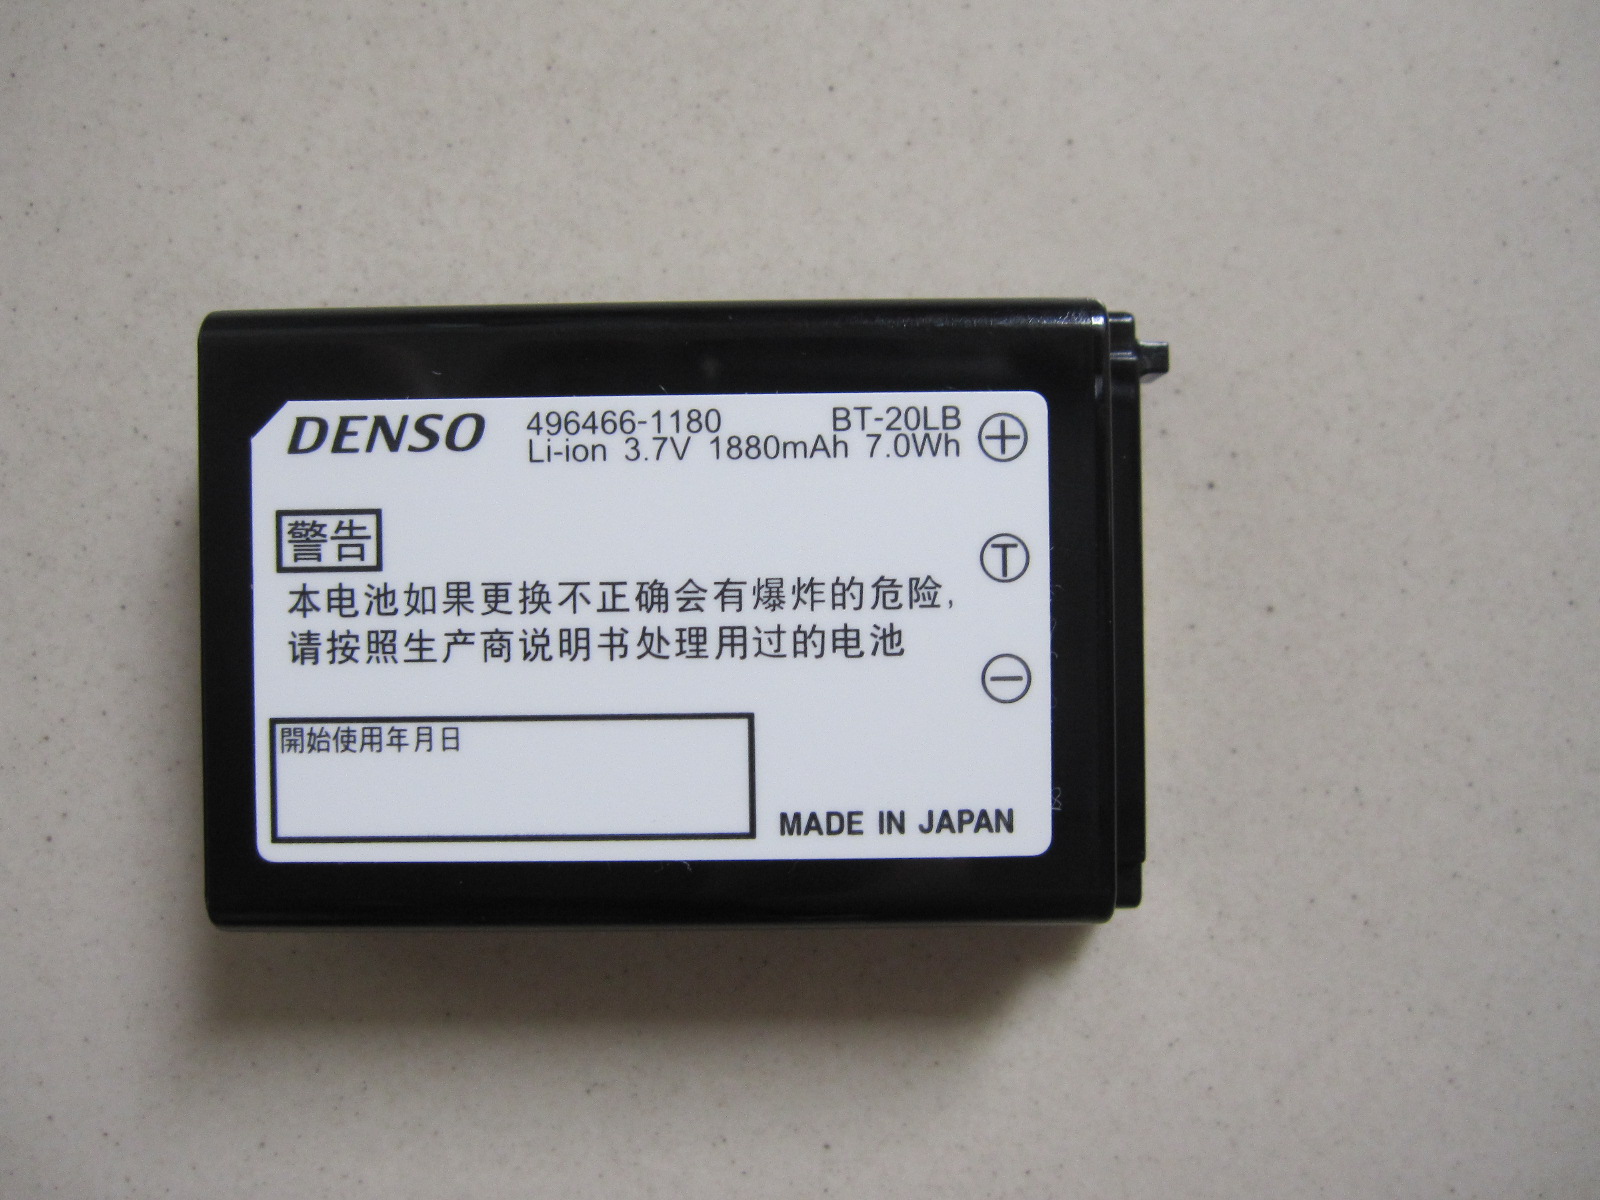 DENSO
496466-1180 BT-20LB
Li-ion 3.7V 1880mAh 7.0Wh
+
T
−
警告
本电池如果更换不正确会有爆炸的危险,
请按照生产商说明书处理用过的电池
開始使用年月日
MADE IN JAPAN